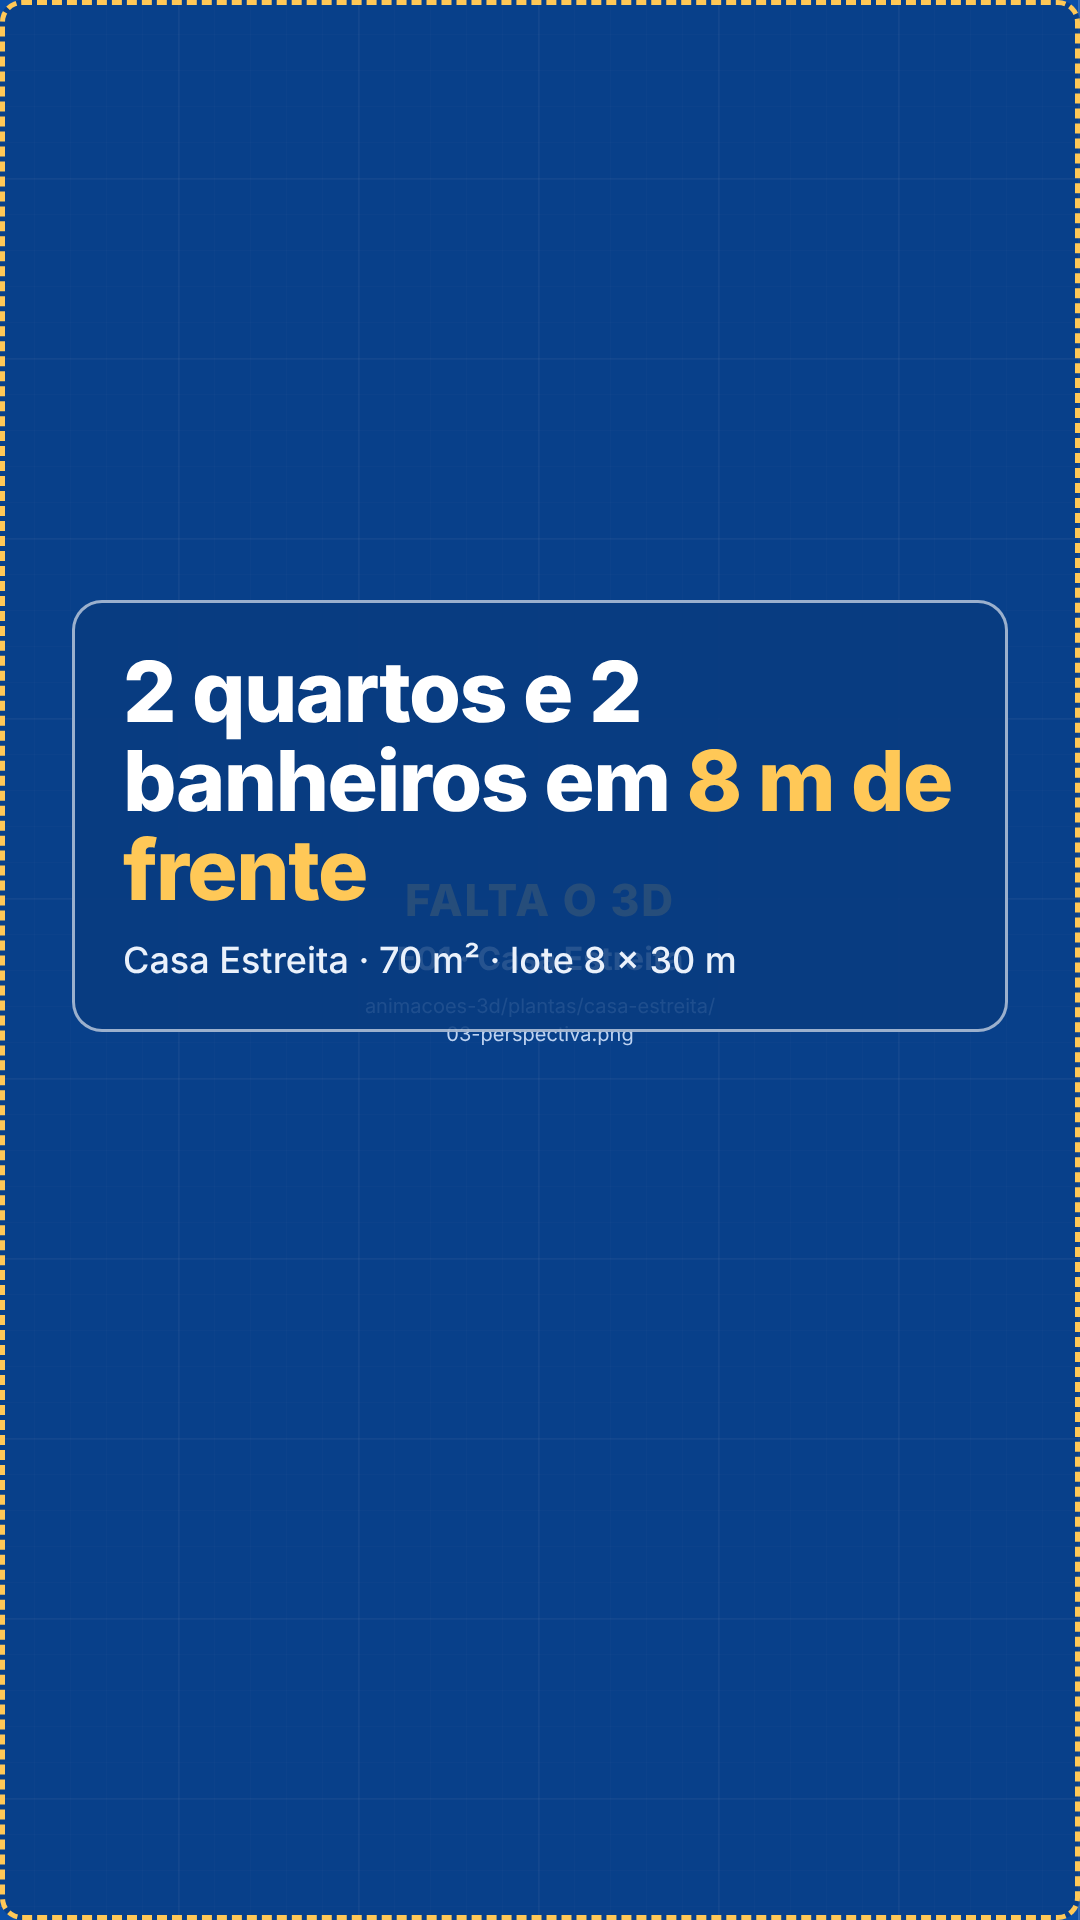 2 quartos e 2
banheiros em 8 m de
frente
FALTA O 3D
Casa Estreita · 70 m² · lote 8 × 30 m
animacoes-3d/plantas/casa-estreita/
03-perspectiva.png